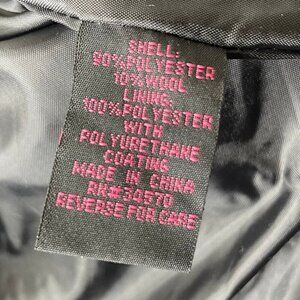 SHELL:
90%POLYESTER
10%WOOL
LINING:
100%POLYESTER
WITH
POLYURETHANE
COATING
MADE IN CHINA
RN#34570
REVERSE FOR CARE